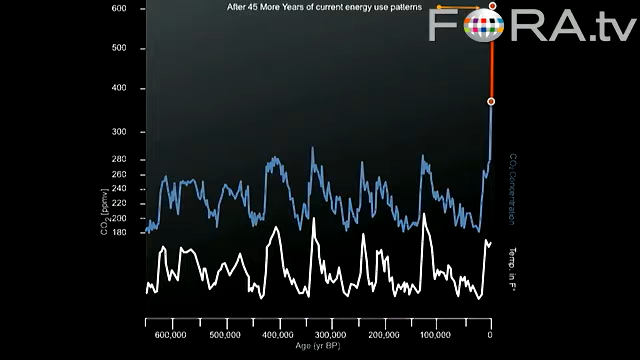 After 45 More Years of current energy use patterns
FORA.tv
600
500
400
300
280
260
240
220
200
180
CO₂ [ppmv]
CO₂ Concentration
Temp. in F°
600,000 500,000 400,000 300,000 200,000 100,000 0
Age (yr BP)